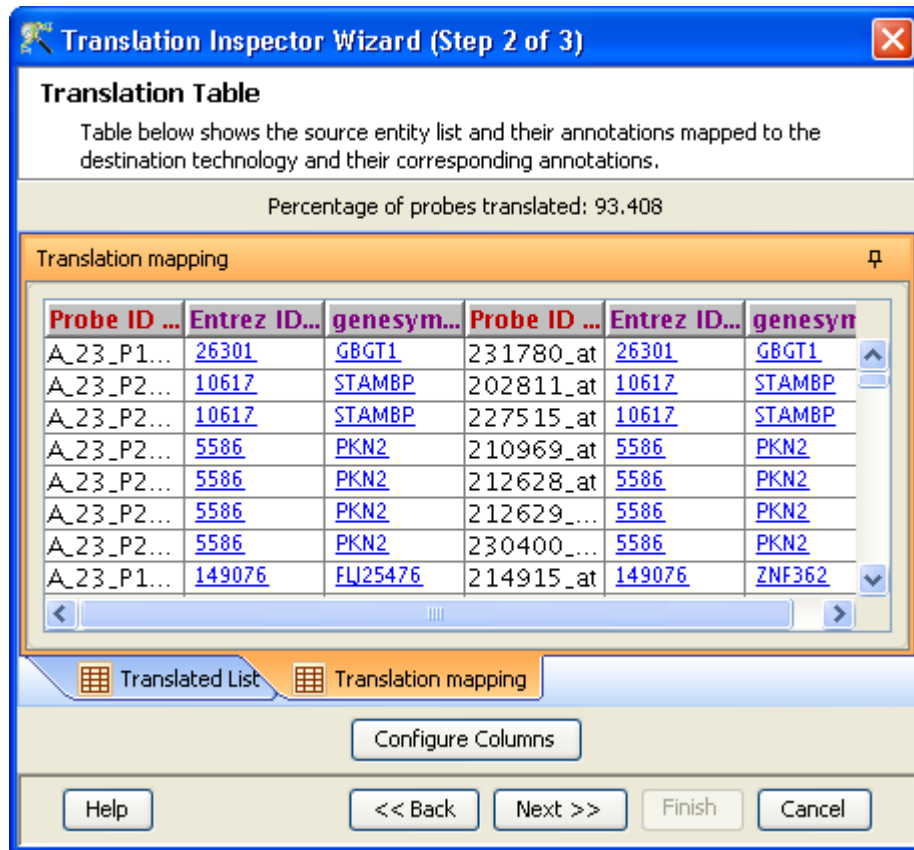 Translation Inspector Wizard (Step 2 of 3)
Translation Table
Table below shows the source entity list and their annotations mapped to the
destination technology and their corresponding annotations.
Percentage of probes translated: 93.408
Translation mapping
Probe ID ... Entrez ID... genesym... Probe ID ... Entrez ID... genesym
A_23_P1... 26301 GBGT1 231780_at 26301 GBGT1
A_23_P2... 10617 STAMBP 202811_at 10617 STAMBP
A_23_P2... 10617 STAMBP 227515_at 10617 STAMBP
A_23_P2... 5586 PKN2 210969_at 5586 PKN2
A_23_P2... 5586 PKN2 212628_at 5586 PKN2
A_23_P2... 5586 PKN2 212629_... 5586 PKN2
A_23_P2... 5586 PKN2 230400_... 5586 PKN2
A_23_P1... 149076 FLJ25476 214915_at 149076 ZNF362
Translated List Translation mapping
Configure Columns
Help << Back Next >> Finish Cancel